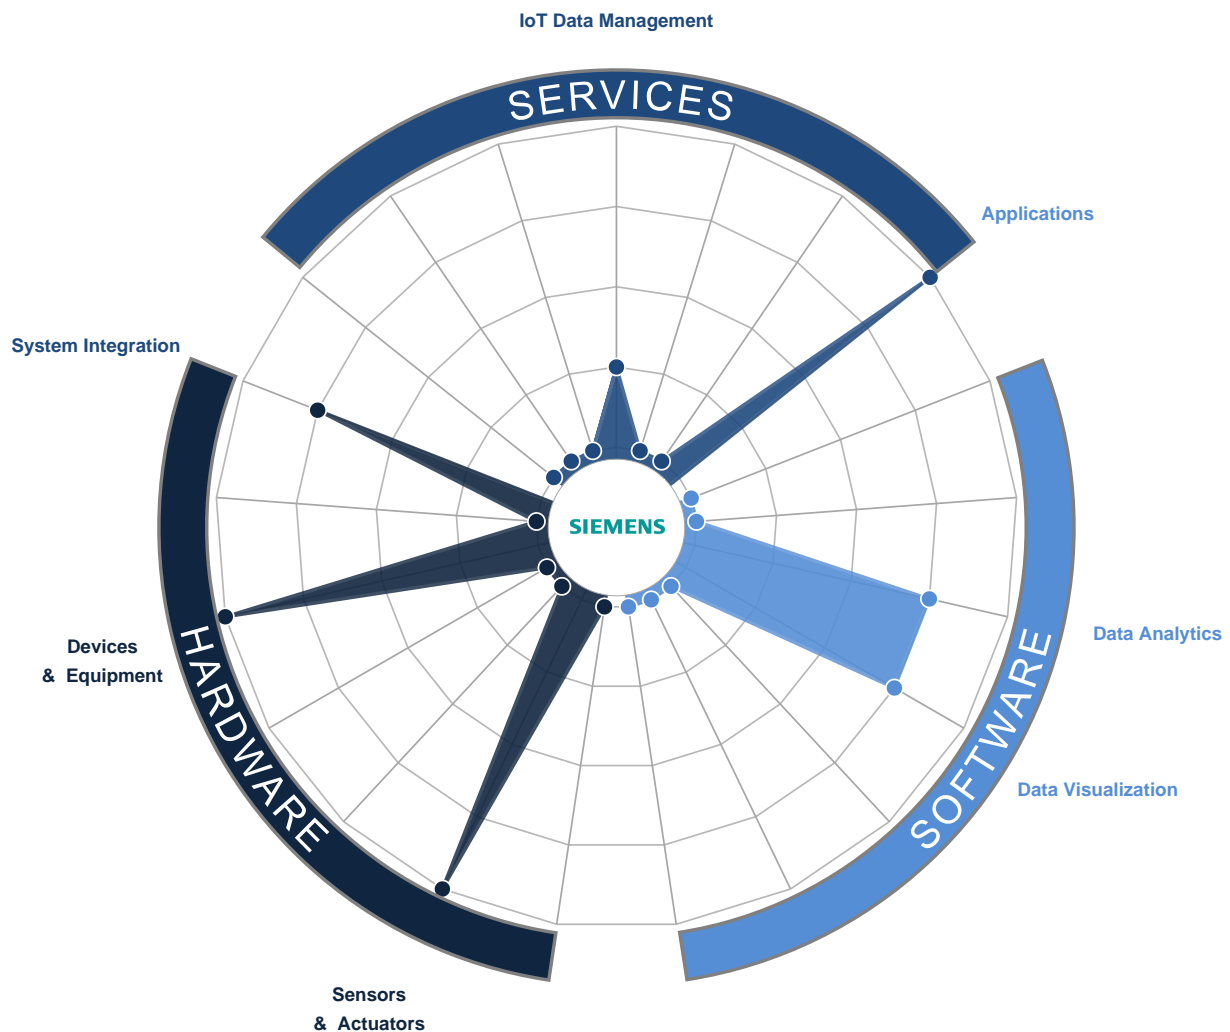 IoT Data Management
SERVICES
Applications
System Integration
SIEMENS
Devices
& Equipment
Data Analytics
HARDWARE
SOFTWARE
Data Visualization
Sensors
& Actuators